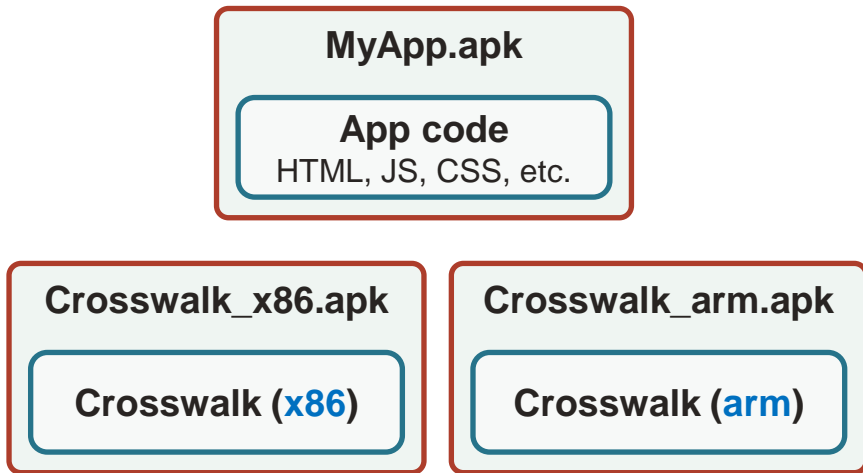 MyApp.apk
App code
HTML, JS, CSS, etc.
Crosswalk_x86.apk
Crosswalk (x86)
Crosswalk_arm.apk
Crosswalk (arm)